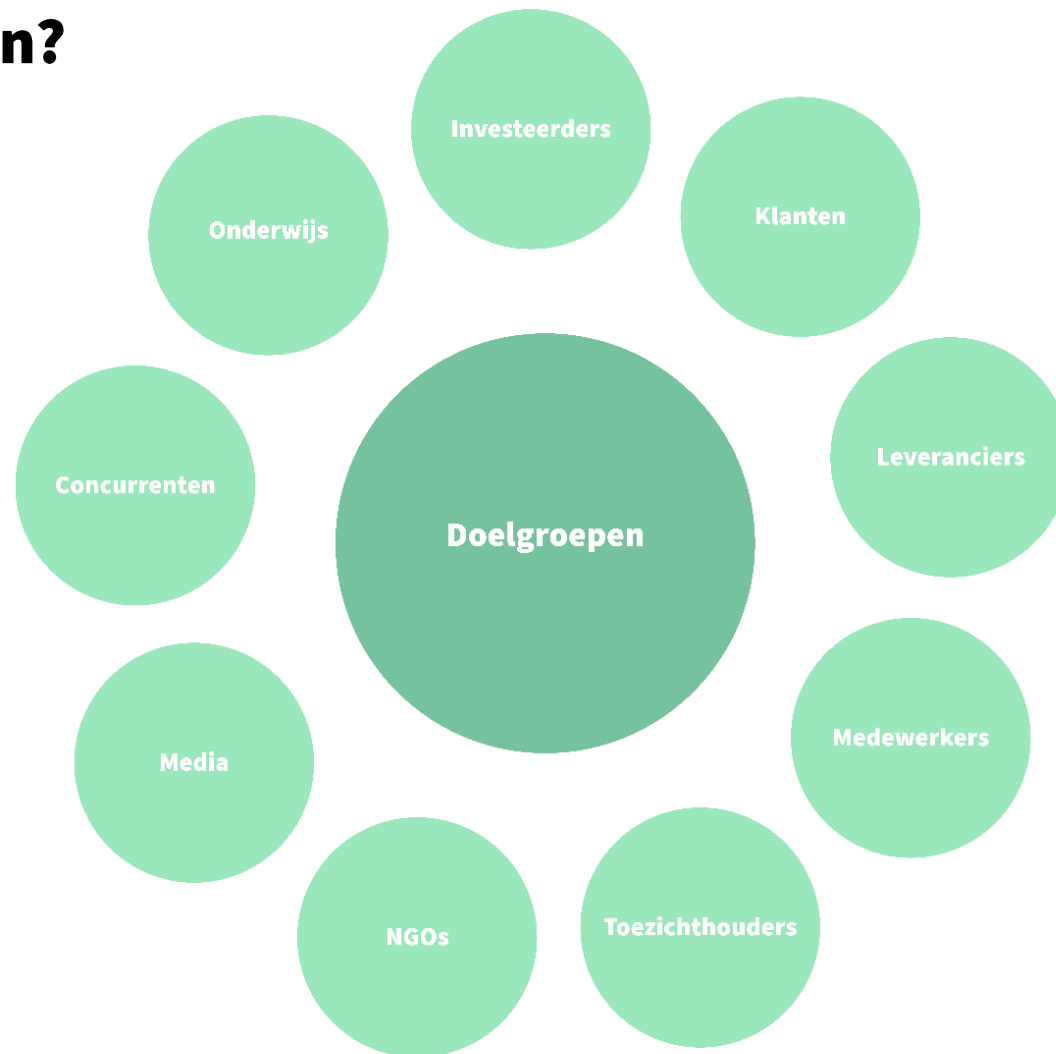 n?
Investeerders
Klanten
Onderwijs
Leveranciers
Concurrenten
Doelgroepen
Medewerkers
Media
Toezichthouders
NGOs